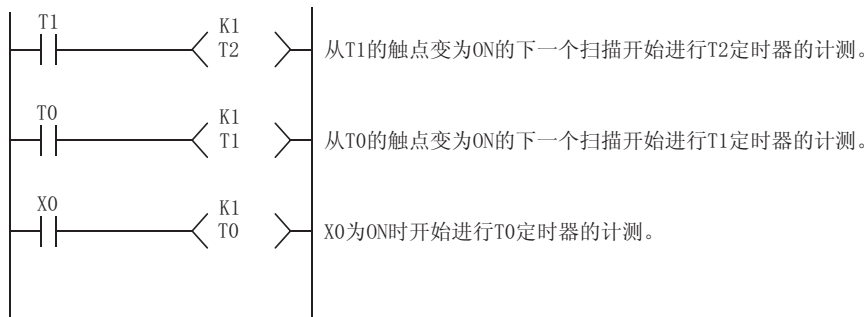 T1
K1
T2
从T1的触点变为ON的下一个扫描开始进行T2定时器的计测。
T0
K1
T1
从T0的触点变为ON的下一个扫描开始进行T1定时器的计测。
X0
K1
T0
X0为ON时开始进行T0定时器的计测。